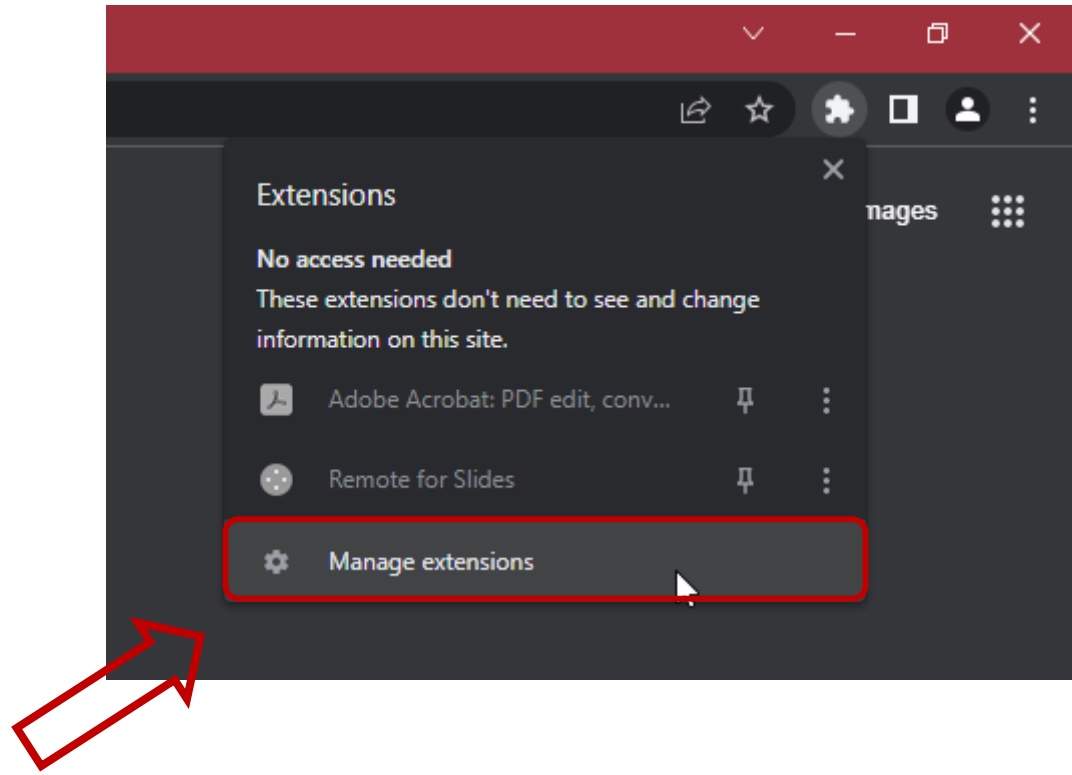 Extensions
mages
No access needed
These extensions don't need to see and change
information on this site.
Adobe Acrobat: PDF edit, conv...
Remote for Slides
Manage extensions